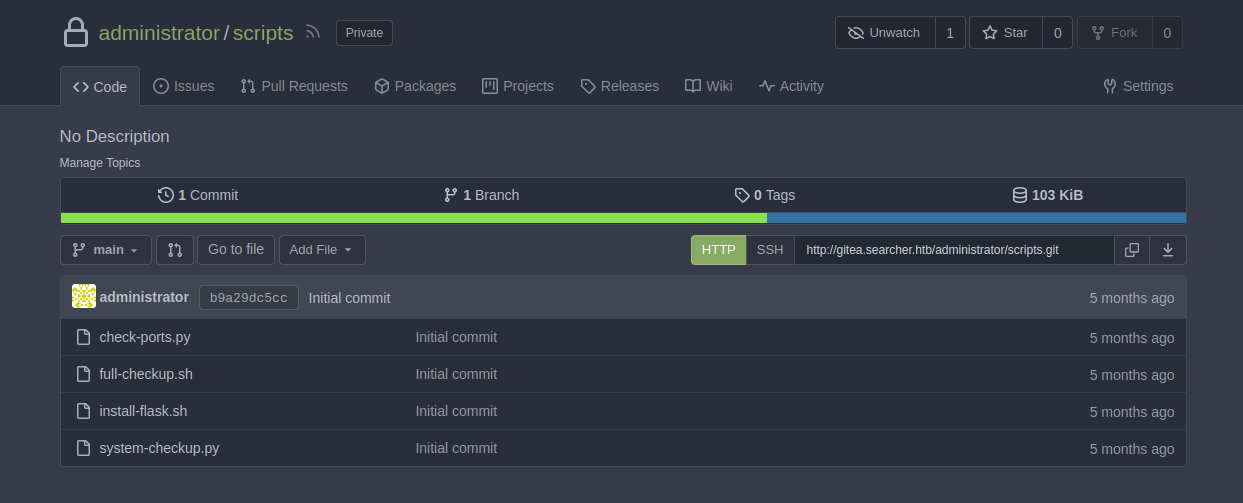 administrator/scripts Private Unwatch 1 Star 0 Fork 0
Code Issues Pull Requests Packages Projects Releases Wiki Activity Settings
No Description
Manage Topics
1 Commit 1 Branch 0 Tags 103 KiB
main Go to file Add File HTTP SSH http://gitea.searcher.htb/administrator/scripts.git
administrator b9a29dc5cc Initial commit 5 months ago
check-ports.py Initial commit 5 months ago
full-checkup.sh Initial commit 5 months ago
install-flask.sh Initial commit 5 months ago
system-checkup.py Initial commit 5 months ago